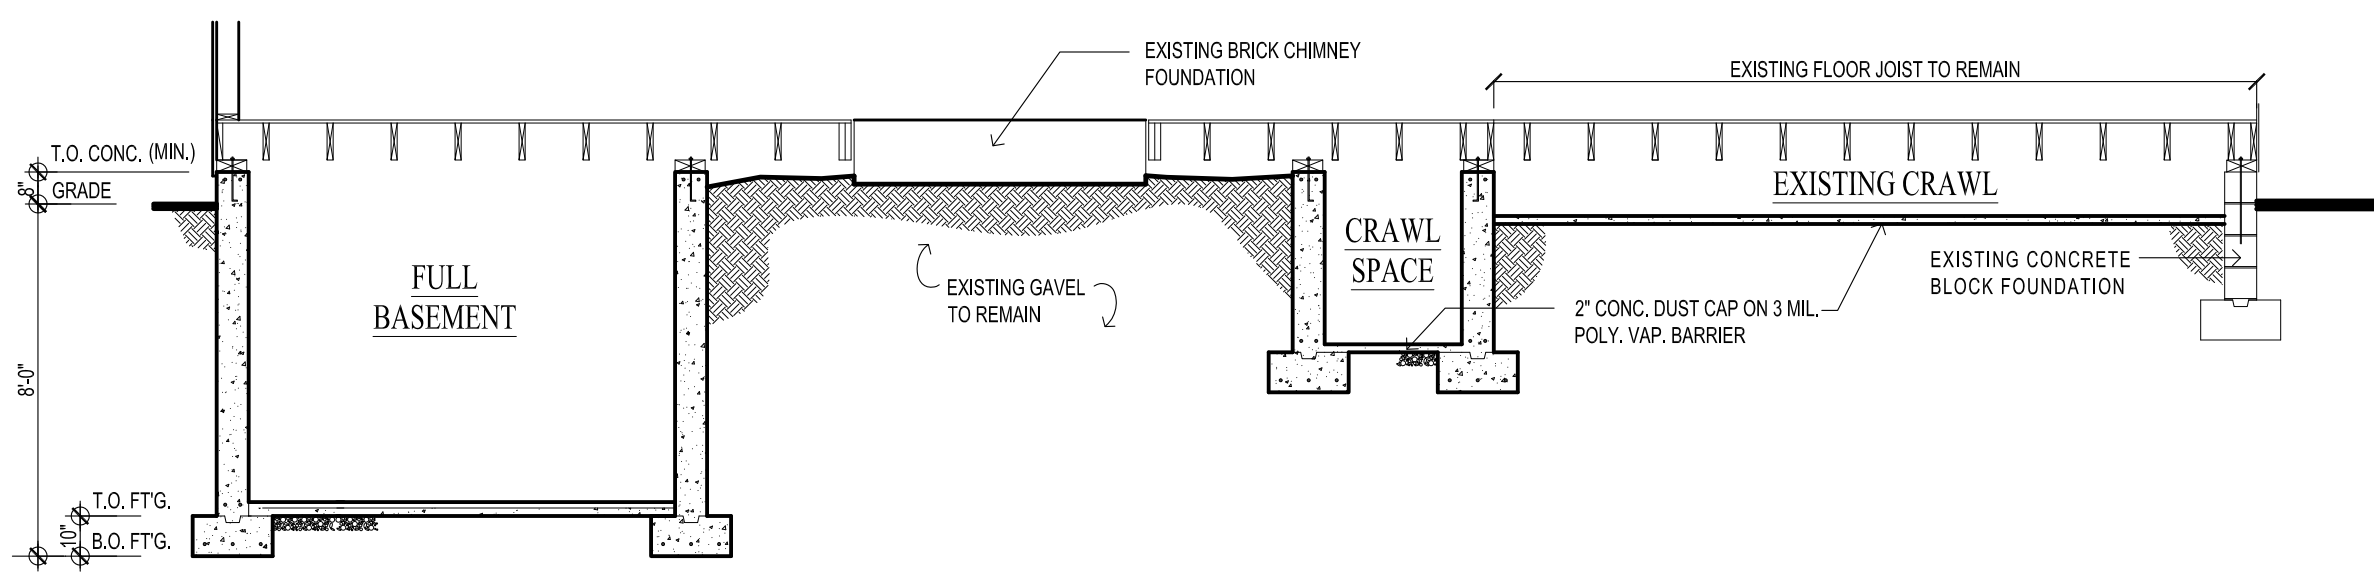 EXISTING BRICK CHIMNEY
FOUNDATION
EXISTING FLOOR JOIST TO REMAIN
T.O. CONC. (MIN.)
8"
GRADE
EXISTING CRAWL
CRAWL
SPACE
FULL
BASEMENT
EXISTING GAVEL
TO REMAIN
EXISTING CONCRETE
BLOCK FOUNDATION
2" CONC. DUST CAP ON 3 MIL.
POLY. VAP. BARRIER
8'-0"
T.O. FT'G.
10"
B.O. FT'G.